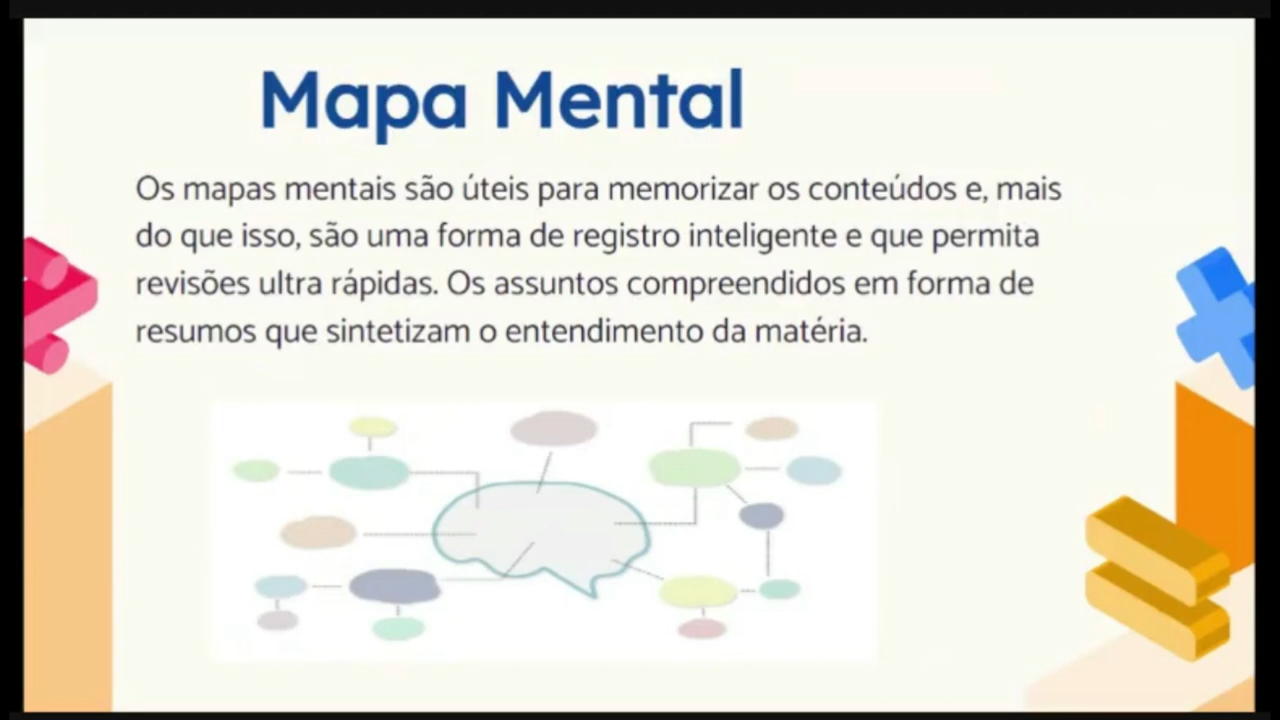 Mapa Mental
Os mapas mentais são úteis para memorizar os conteúdos e, mais
do que isso, são uma forma de registro inteligente e que permita
revisões ultra rápidas. Os assuntos compreendidos em forma de
resumos que sintetizam o entendimento da matéria.